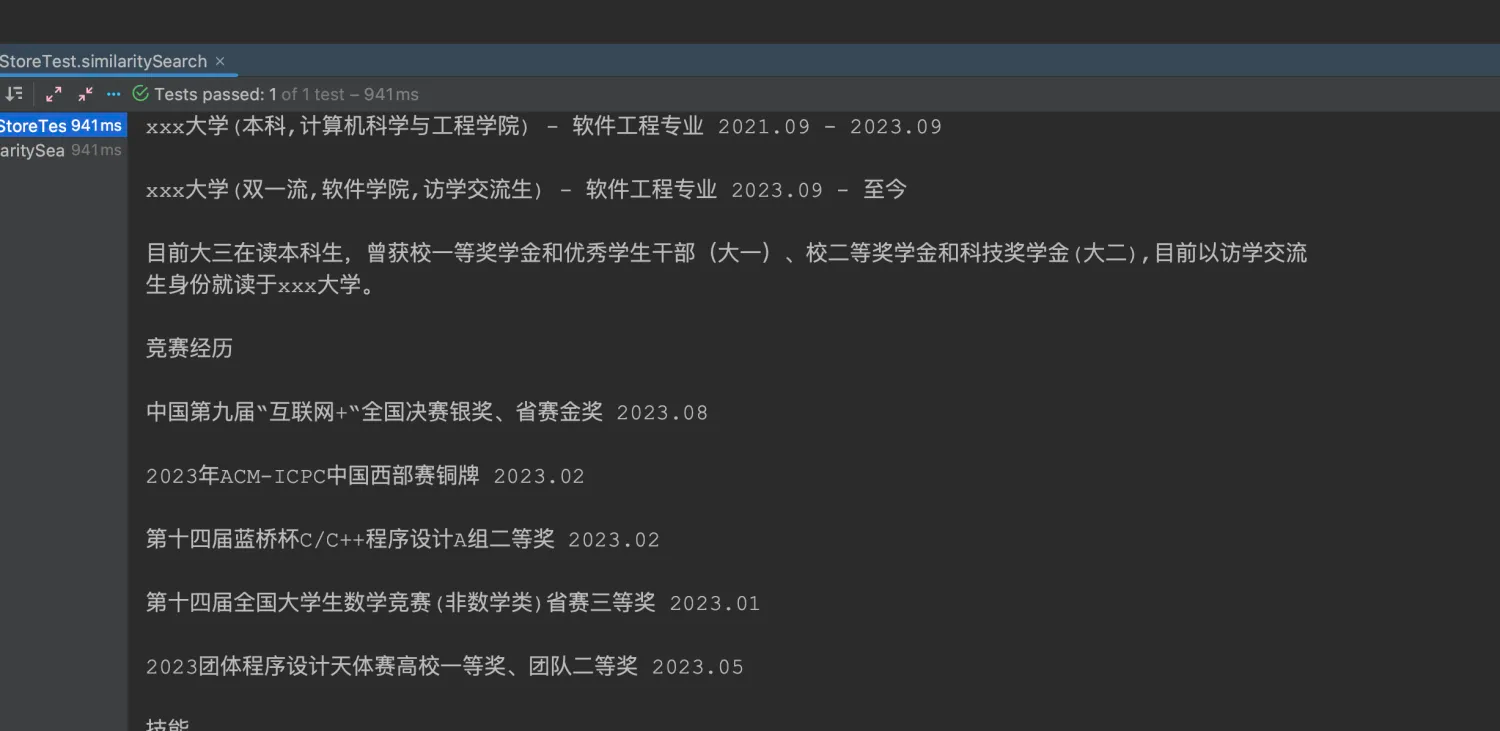 StoreTest.similaritySearch ×
Tests passed: 1 of 1 test – 941ms
StoreTes 941ms
aritySea 941ms
xxx大学(本科,计算机科学与工程学院) - 软件工程专业 2021.09 - 2023.09
xxx大学(双一流,软件学院,访学交流生) - 软件工程专业 2023.09 - 至今
目前大三在读本科生，曾获校一等奖学金和优秀学生干部（大一）、校二等奖学金和科技奖学金(大二),目前以访学交流
生身份就读于xxx大学。
竞赛经历
中国第九届“互联网+“全国决赛银奖、省赛金奖 2023.08
2023年ACM-ICPC中国西部赛铜牌 2023.02
第十四届蓝桥杯C/C++程序设计A组二等奖 2023.02
第十四届全国大学生数学竞赛(非数学类)省赛三等奖 2023.01
2023团体程序设计天体赛高校一等奖、团队二等奖 2023.05
技能